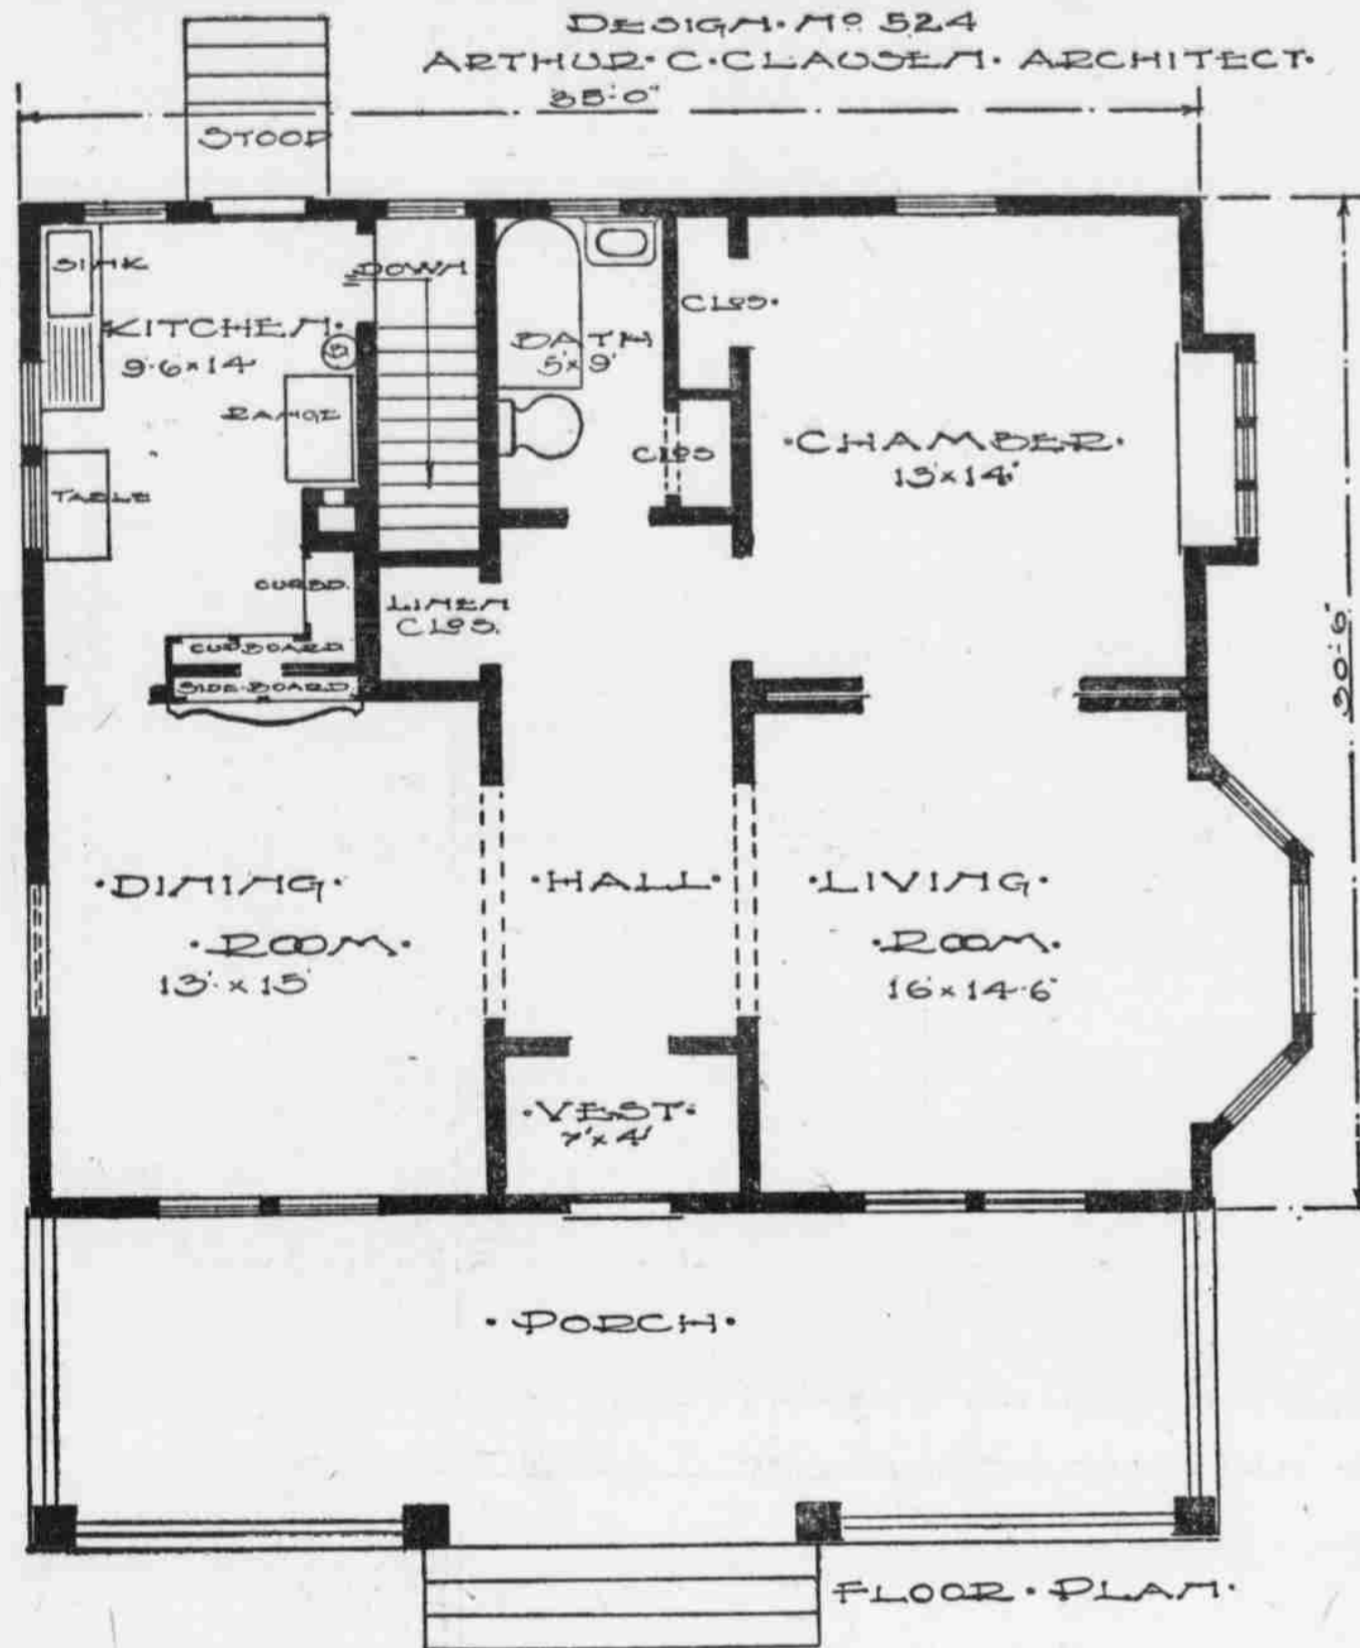 DESIGN. No 524
ARTHUR. C. CLAUSEN. ARCHITECT.
35'-0"
STOOP
SINK
DOWN
CLOS.
KITCHEN.
9-6 x 14
B
BATH
5' x 9'
RANGE
CLOS
.CHAMBER.
13' x 14'
TABLE
CUPBD.
LINEN
CLOS.
CUPBOARD
SIDE-BOARD
30'-6"
.DINING.
.ROOM.
13' x 15'
.HALL.
.LIVING.
.ROOM.
16 x 14-6"
.VEST.
7' x 4'
.PORCH.
FLOOR. PLAN.